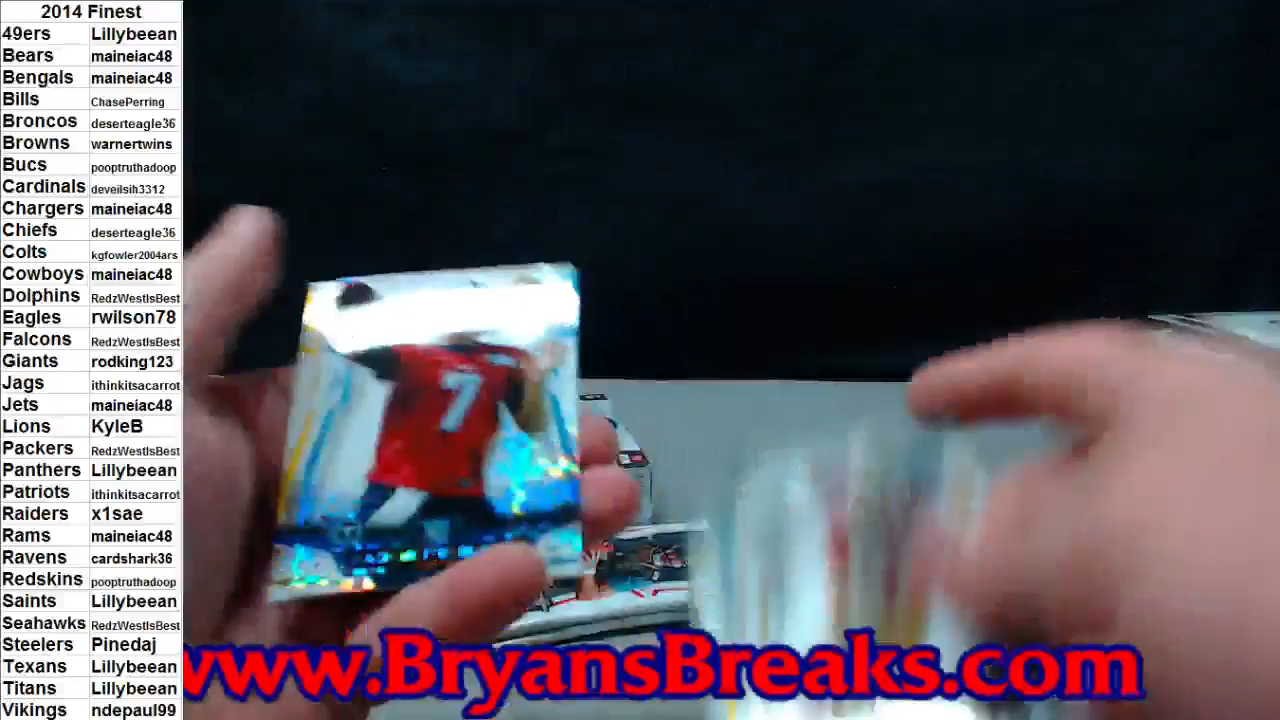 2014 Finest
49ers Lillybeean
Bears maineiac48
Bengals maineiac48
Bills ChasePerring
Broncos deserteagle36
Browns warnertwins
Bucs pooptruthadoop
Cardinals deveilsih3312
Chargers maineiac48
Chiefs deserteagle36
Colts kgfowler2004ars
Cowboys maineiac48
Dolphins RedzWestIsBest
Eagles rwilson78
Falcons RedzWestIsBest
Giants rodking123
Jags ithinkitsacarrot
Jets maineiac48
Lions KyleB
Packers RedzWestIsBest
Panthers Lillybeean
Patriots ithinkitsacarrot
Raiders x1sae
Rams maineiac48
Ravens cardshark36
Redskins pooptruthadoop
Saints Lillybeean
Seahawks RedzWestIsBest
Steelers Pinedaj
Texans Lillybeean
Titans Lillybeean
Vikings ndepaul99
7
www.BryansBreaks.com